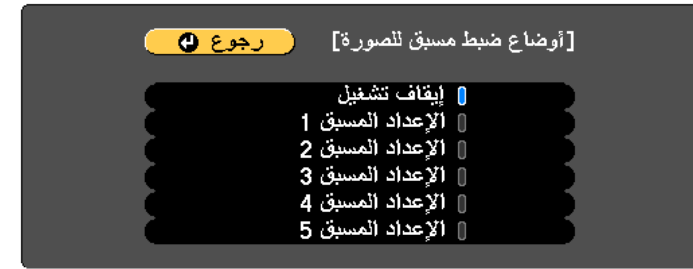 [أوضاع ضبط مسبق للصورة] رجوع
إيقاف تشغيل
الإعداد المسبق 1
الإعداد المسبق 2
الإعداد المسبق 3
الإعداد المسبق 4
الإعداد المسبق 5